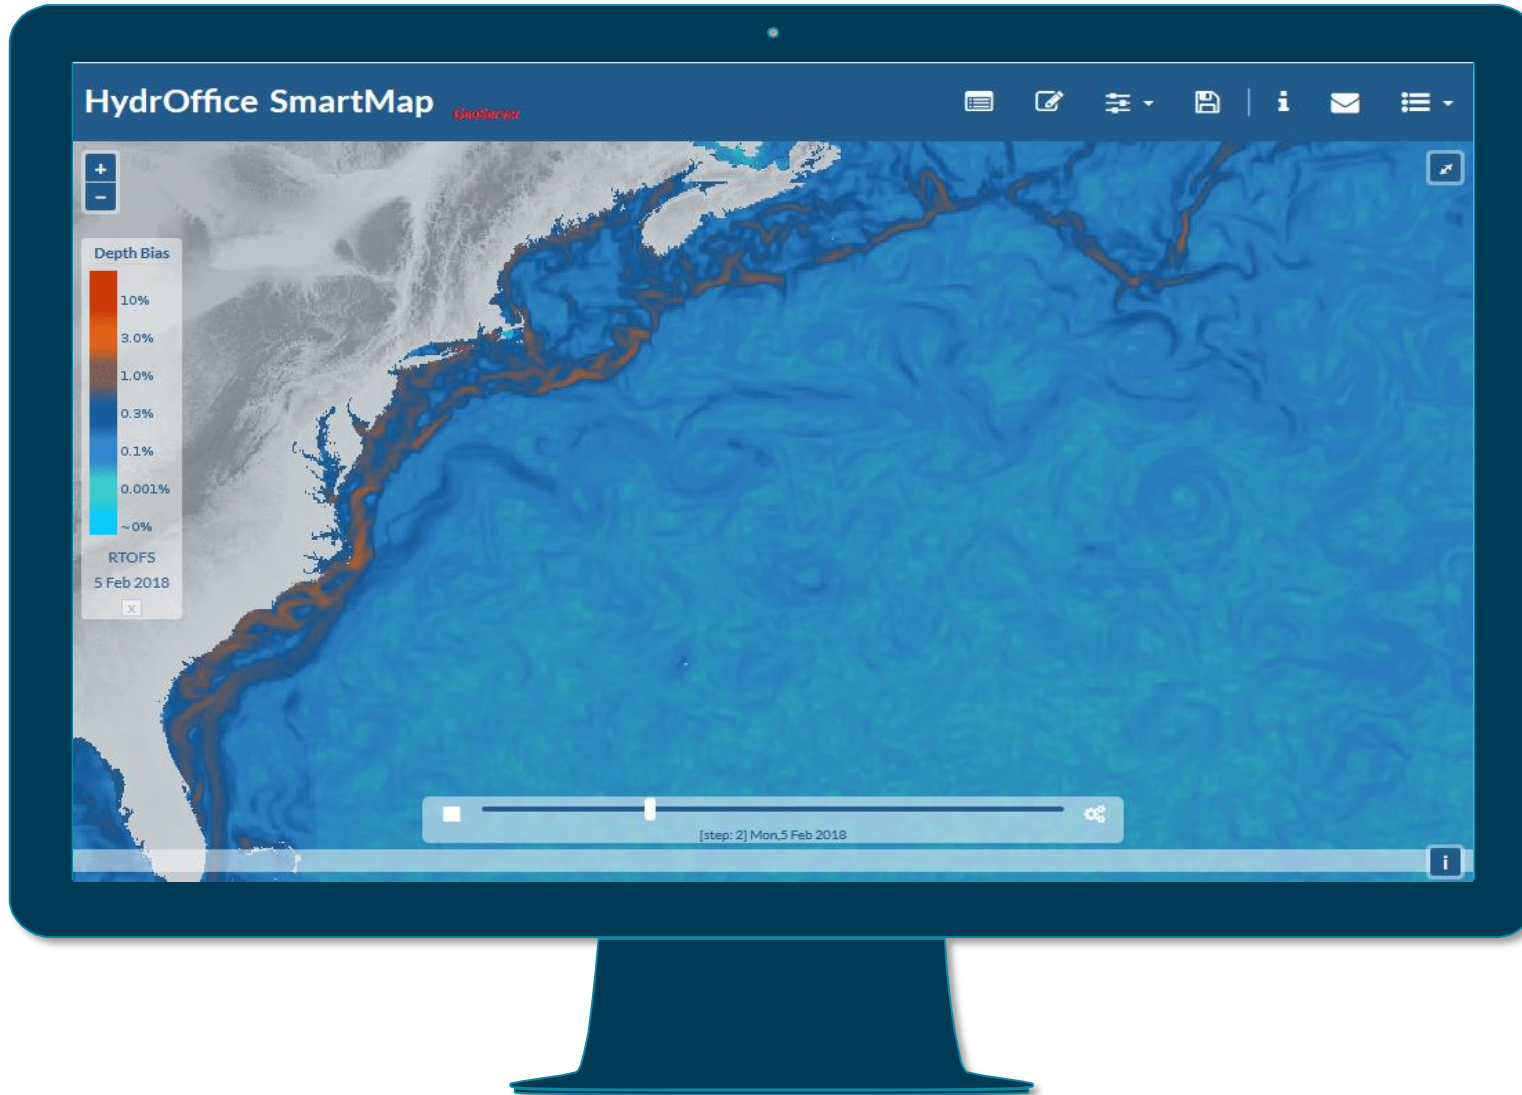 HydrOffice SmartMap
GeoServer
+
-
Depth Bias
10%
3.0%
1.0%
0.3%
0.1%
0.001%
~0%
RTOFS
5 Feb 2018
x
[step: 2] Mon,5 Feb 2018
i